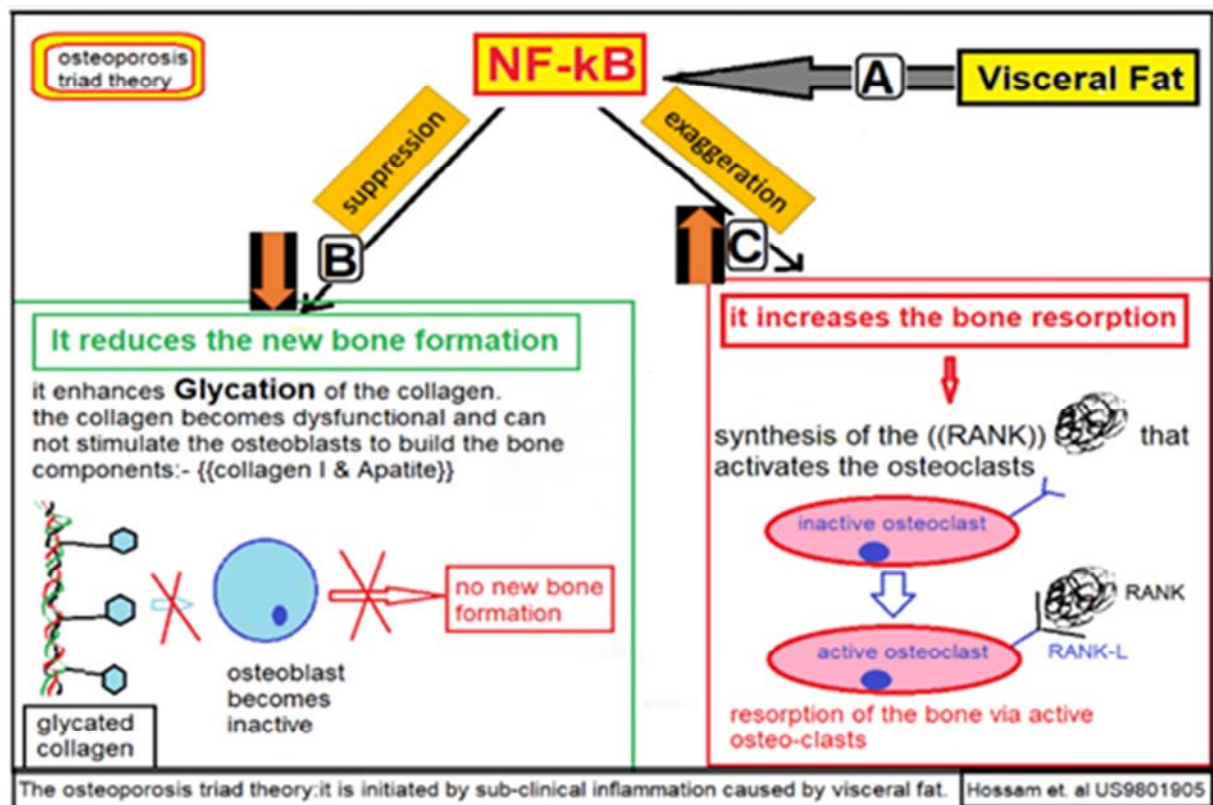 osteoporosis
triad theory
NF-kB
A
Visceral Fat
suppression
exaggeration
B
C
It reduces the new bone formation
it enhances Glycation of the collagen.
the collagen becomes dysfunctional and can
not stimulate the osteoblasts to build the bone
components:- {{collagen I & Apatite}}
no new bone
formation
osteoblast
becomes
inactive
glycated
collagen
it increases the bone resorption
synthesis of the ((RANK)) that
activates the osteoclasts
inactive osteoclast
RANK
active osteoclast
RANK-L
resorption of the bone via active
osteo-clasts
The osteoporosis triad theory:it is initiated by sub-clinical inflammation caused by visceral fat.
Hossam et. al US9801905